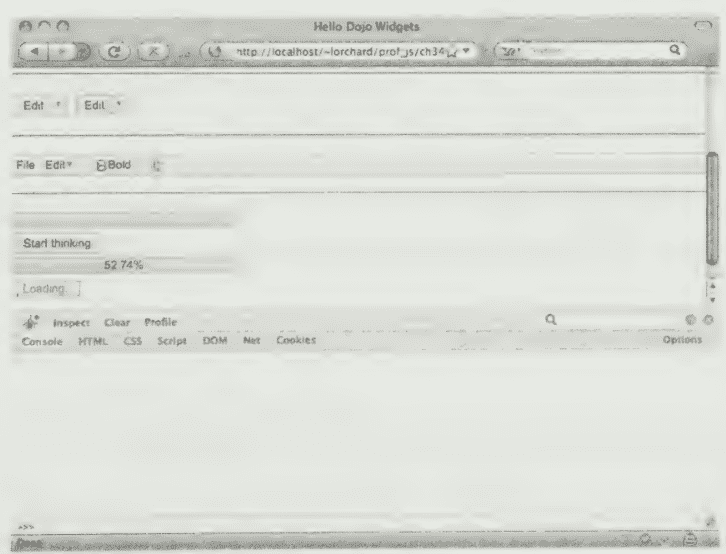 Hello Dojo Widgets
http://localhost/~lorchard/prof_js/ch34
Edit Edit
File Edit Bold
Start thinking
52.74%
Loading...
Inspect Clear Profile
Console HTML CSS Script DOM Net Cookies Options
>>>
Done